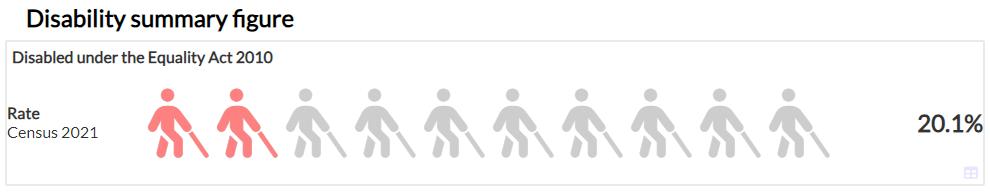 Disability summary figure
Disabled under the Equality Act 2010
Rate
Census 2021
20.1%